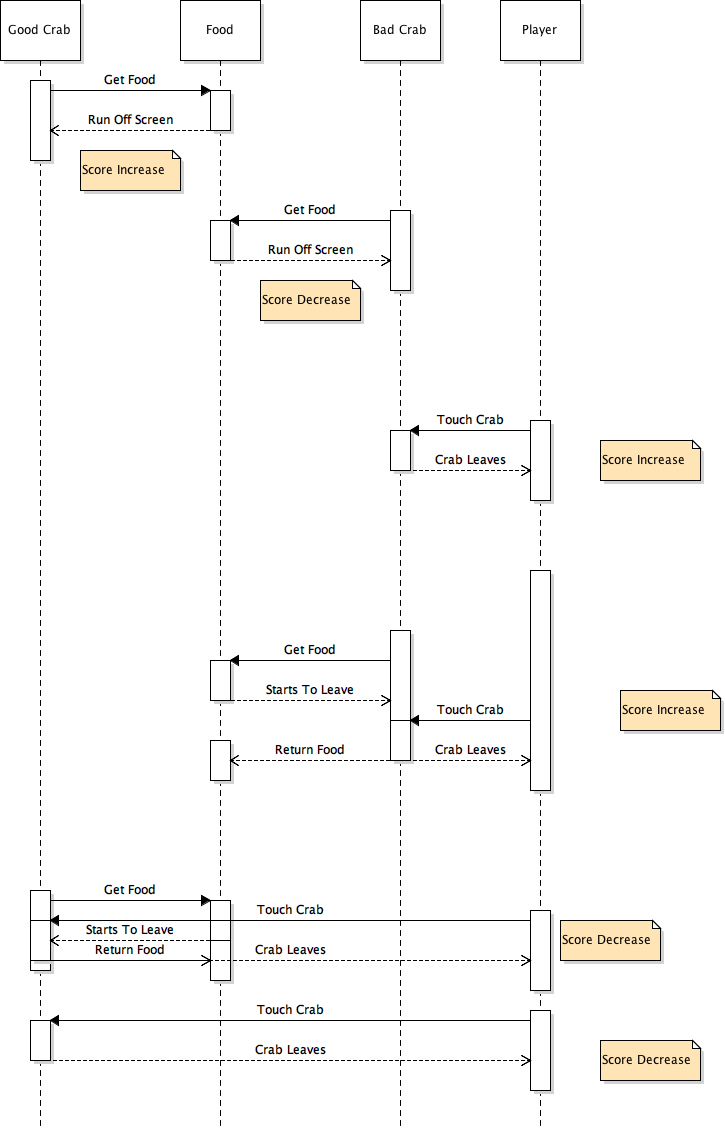 Good Crab
Food
Bad Crab
Player
Get Food
Run Off Screen
Score Increase
Get Food
Run Off Screen
Score Decrease
Touch Crab
Crab Leaves
Score Increase
Get Food
Starts To Leave
Touch Crab
Score Increase
Return Food
Crab Leaves
Get Food
Touch Crab
Starts To Leave
Score Decrease
Return Food
Crab Leaves
Touch Crab
Crab Leaves
Score Decrease